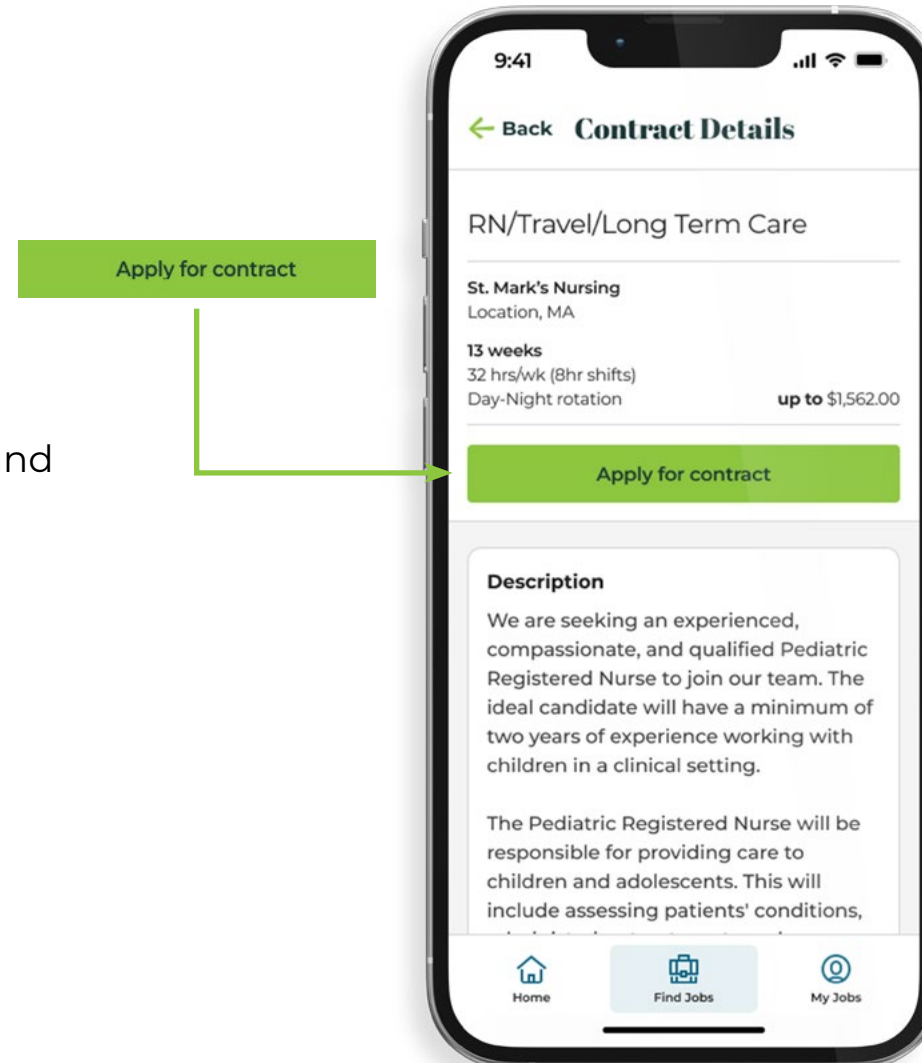 Apply for contract
nd
9:41
Back Contract Details
RN/Travel/Long Term Care
St. Mark's Nursing
Location, MA
13 weeks
32 hrs/wk (8hr shifts)
Day-Night rotation up to $1,562.00
Apply for contract
Description
We are seeking an experienced,
compassionate, and qualified Pediatric
Registered Nurse to join our team. The
ideal candidate will have a minimum of
two years of experience working with
children in a clinical setting.
The Pediatric Registered Nurse will be
responsible for providing care to
children and adolescents. This will
include assessing patients' conditions,
Home Find Jobs My Jobs